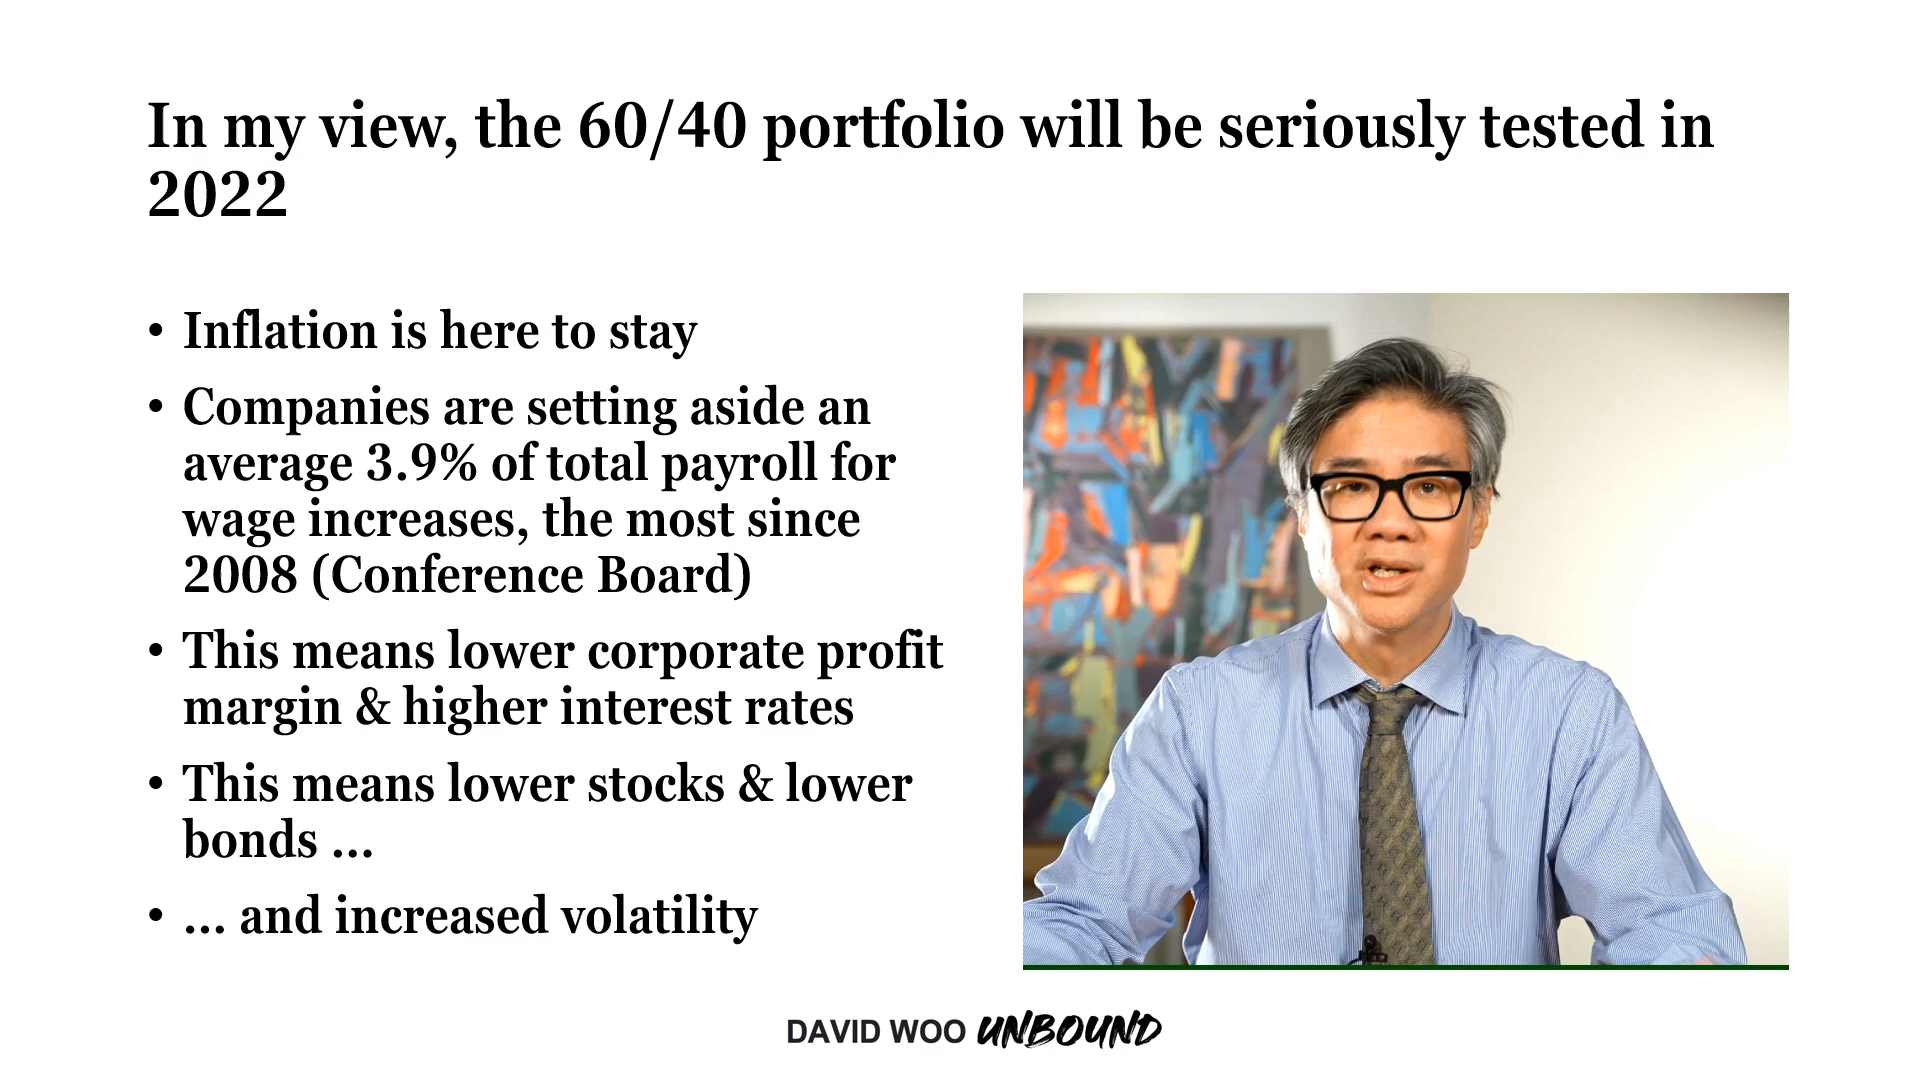 In my view, the 60/40 portfolio will be seriously tested in
2022
• Inflation is here to stay
• Companies are setting aside an
average 3.9% of total payroll for
wage increases, the most since
2008 (Conference Board)
• This means lower corporate profit
margin & higher interest rates
• This means lower stocks & lower
bonds ...
• ... and increased volatility
DAVID WOO UNBOUND